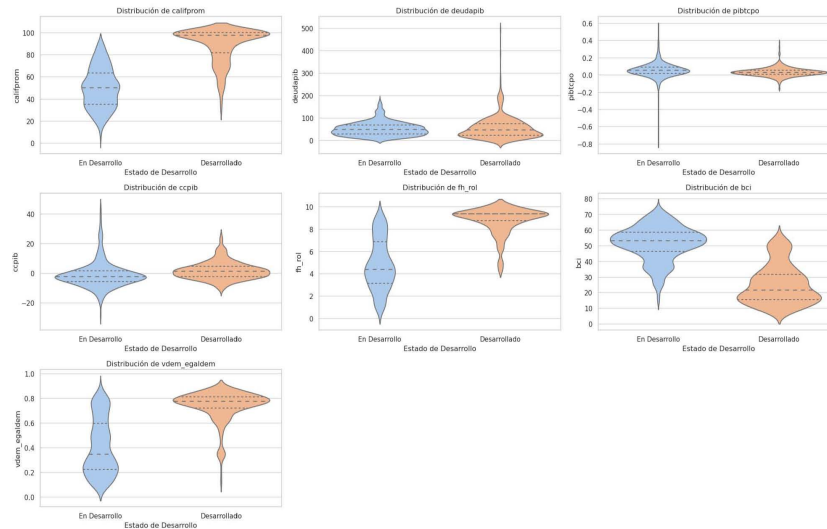 Distribución de califprom
100
80
60
40
20
0
califprom
En Desarrollo
Desarrollado
Estado de Desarrollo
Distribución de deudapib
500
400
300
200
100
0
deudapib
En Desarrollo
Desarrollado
Estado de Desarrollo
Distribución de pibtcpo
0.6
0.4
0.2
0.0
−0.2
−0.4
−0.6
−0.8
pibtcpo
En Desarrollo
Desarrollado
Estado de Desarrollo
Distribución de ccpib
40
20
0
−20
ccpib
En Desarrollo
Desarrollado
Estado de Desarrollo
Distribución de fh_rol
10
8
6
4
2
0
fh_rol
En Desarrollo
Desarrollado
Estado de Desarrollo
Distribución de bci
80
70
60
50
40
30
20
10
0
bci
En Desarrollo
Desarrollado
Estado de Desarrollo
Distribución de vdem_egaldem
1.0
0.8
0.6
0.4
0.2
0.0
vdem_egaldem
En Desarrollo
Desarrollado
Estado de Desarrollo